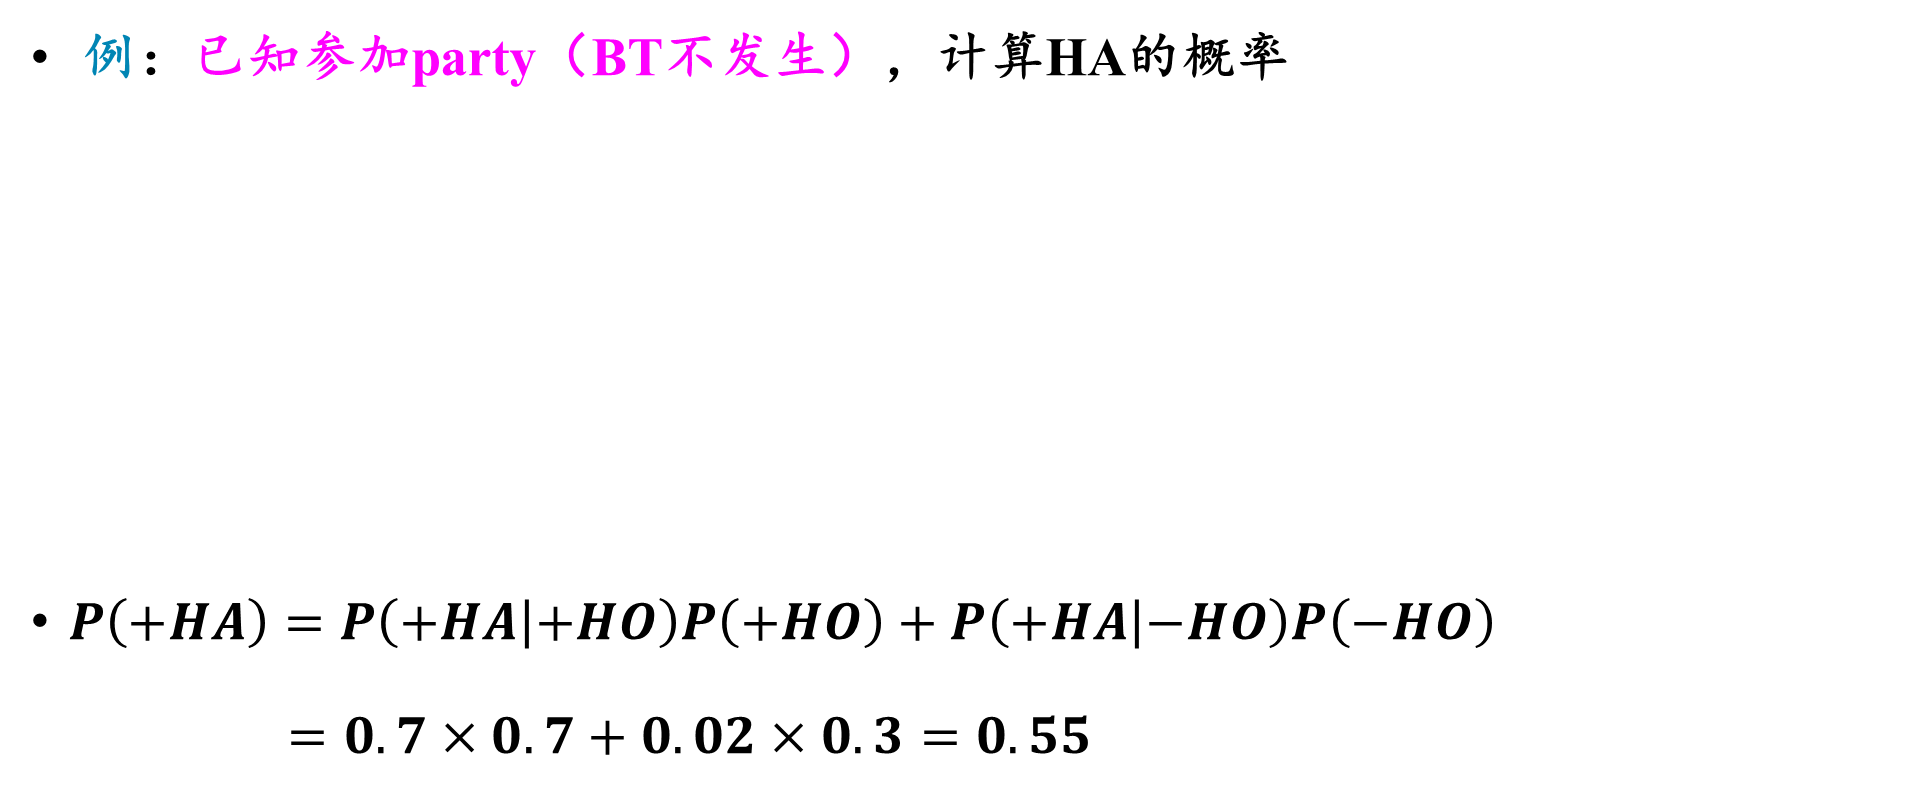 • 例：已知参加party（BT不发生），计算HA的概率
• P(+HA) = P(+HA|+HO)P(+HO) + P(+HA|−HO)P(−HO)
= 0.7 × 0.7 + 0.02 × 0.3 = 0.55